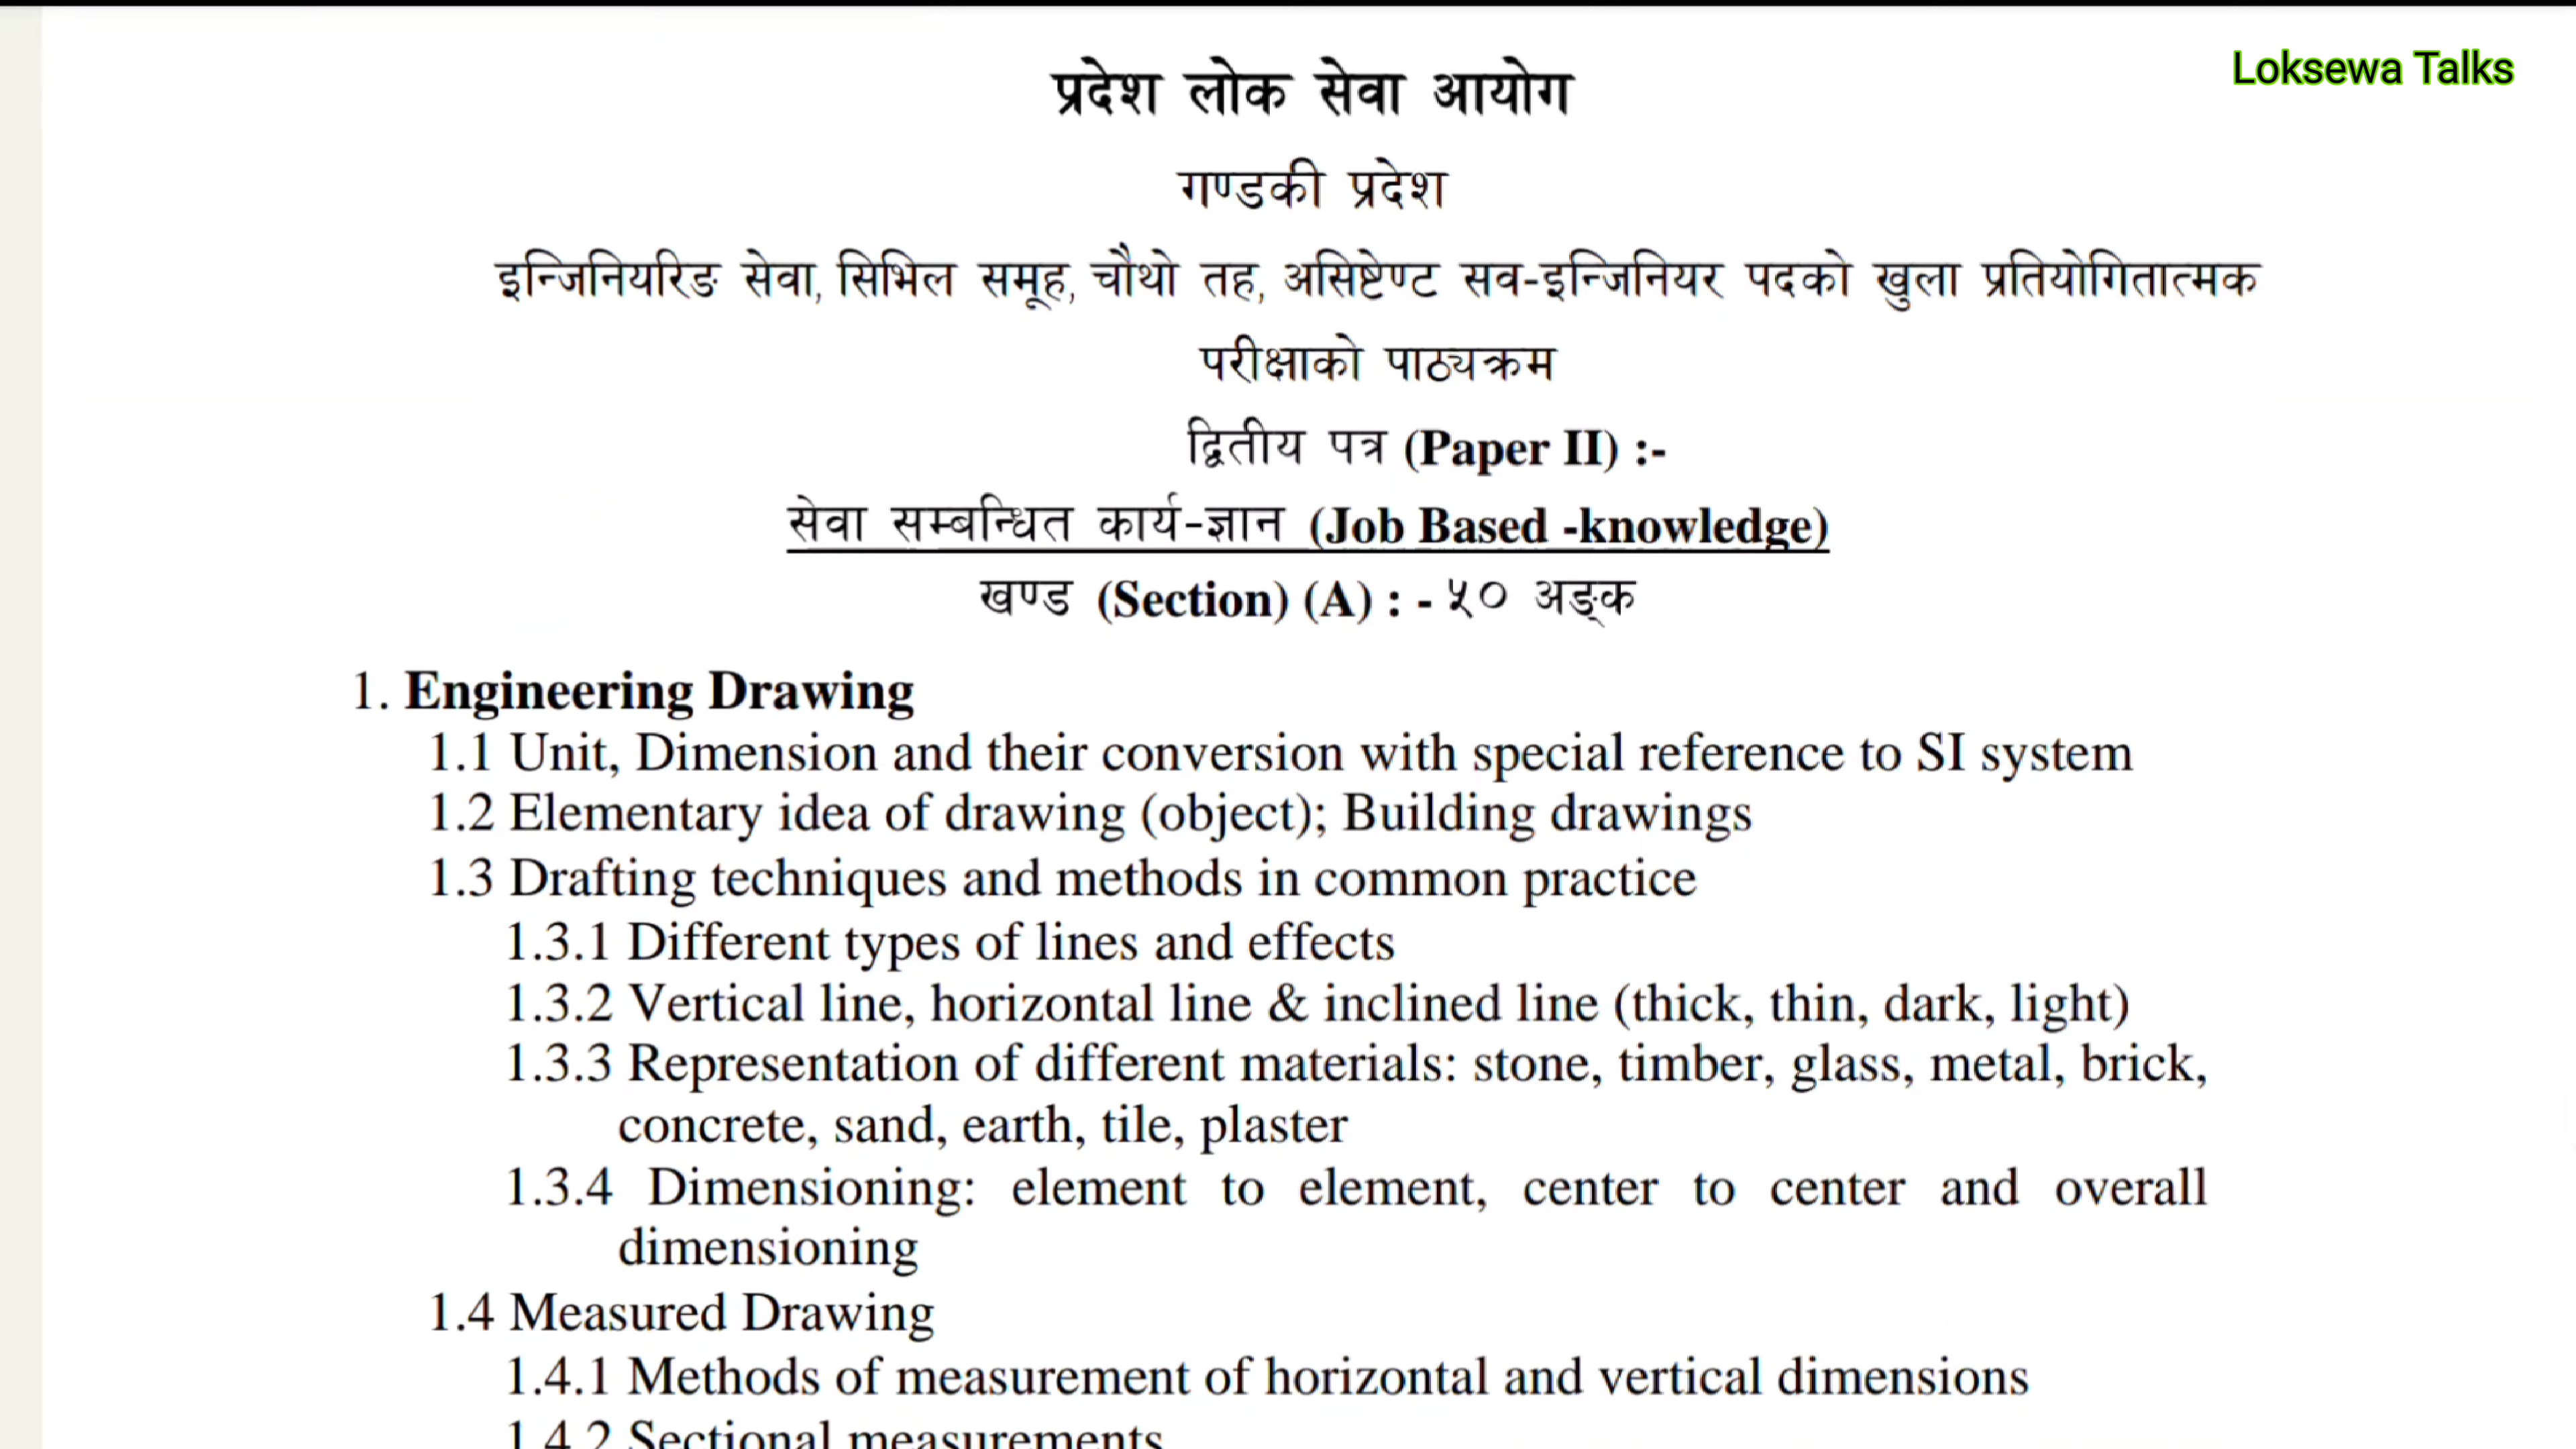 Loksewa Talks
प्रदेश लोक सेवा आयोग
गण्डकी प्रदेश
इन्जिनियरिङ सेवा, सिभिल समूह, चौथो तह, असिष्टेण्ट सव-इन्जिनियर पदको खुला प्रतियोगितात्मक
परीक्षाको पाठ्यक्रम
द्वितीय पत्र (Paper II) :-
सेवा सम्बन्धित कार्य-ज्ञान (Job Based -knowledge)
खण्ड (Section) (A) : - ५० अङ्क
1. Engineering Drawing
1.1 Unit, Dimension and their conversion with special reference to SI system
1.2 Elementary idea of drawing (object); Building drawings
1.3 Drafting techniques and methods in common practice
1.3.1 Different types of lines and effects
1.3.2 Vertical line, horizontal line & inclined line (thick, thin, dark, light)
1.3.3 Representation of different materials: stone, timber, glass, metal, brick,
concrete, sand, earth, tile, plaster
1.3.4 Dimensioning: element to element, center to center and overall
dimensioning
1.4 Measured Drawing
1.4.1 Methods of measurement of horizontal and vertical dimensions
1.4.2 Sectional measurements